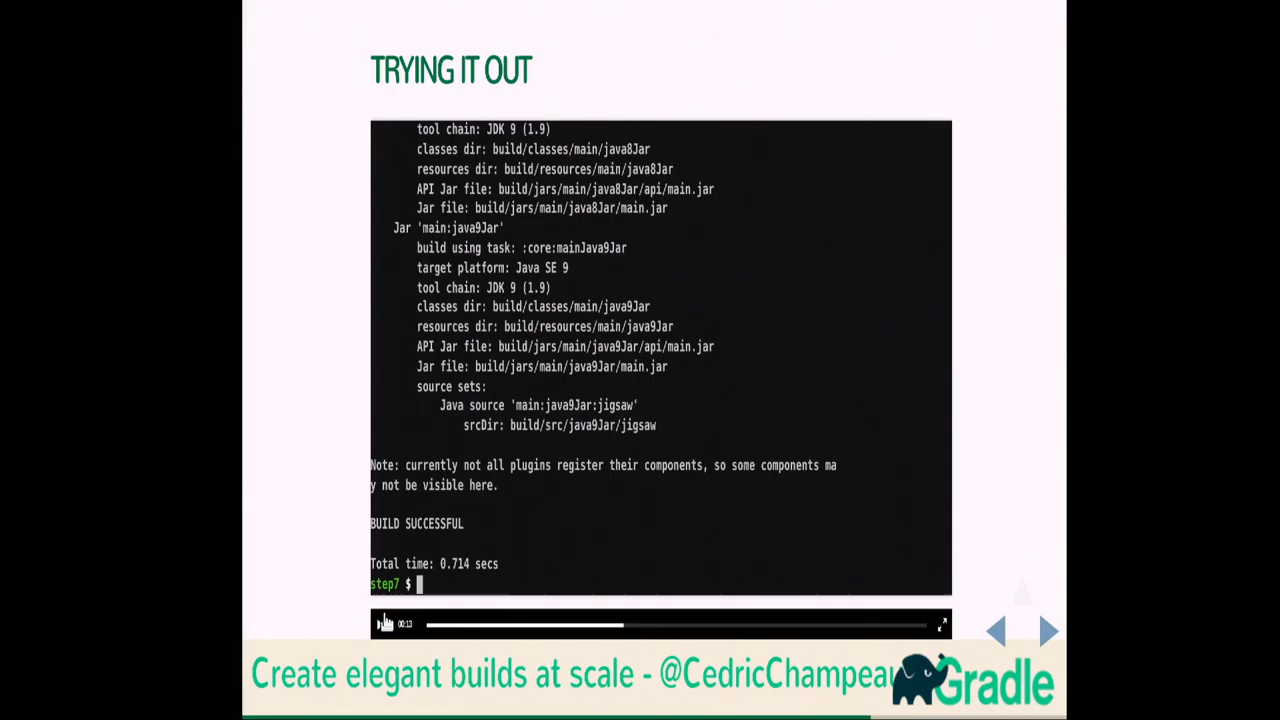 TRYING IT OUT
tool chain: JDK 9 (1.9)
classes dir: build/classes/main/java8Jar
resources dir: build/resources/main/java8Jar
API Jar file: build/jars/main/java8Jar/api/main.jar
Jar file: build/jars/main/java8Jar/main.jar
Jar 'main:java9Jar'
build using task: :core:mainJava9Jar
target platform: Java SE 9
tool chain: JDK 9 (1.9)
classes dir: build/classes/main/java9Jar
resources dir: build/resources/main/java9Jar
API Jar file: build/jars/main/java9Jar/api/main.jar
Jar file: build/jars/main/java9Jar/main.jar
source sets:
Java source 'main:java9Jar:jigsaw'
srcDir: build/src/java9Jar/jigsaw
Note: currently not all plugins register their components, so some components ma
y not be visible here.
BUILD SUCCESSFUL
Total time: 0.714 secs
step7 $
00:13
Create elegant builds at scale - @CedricChampeau
Gradle